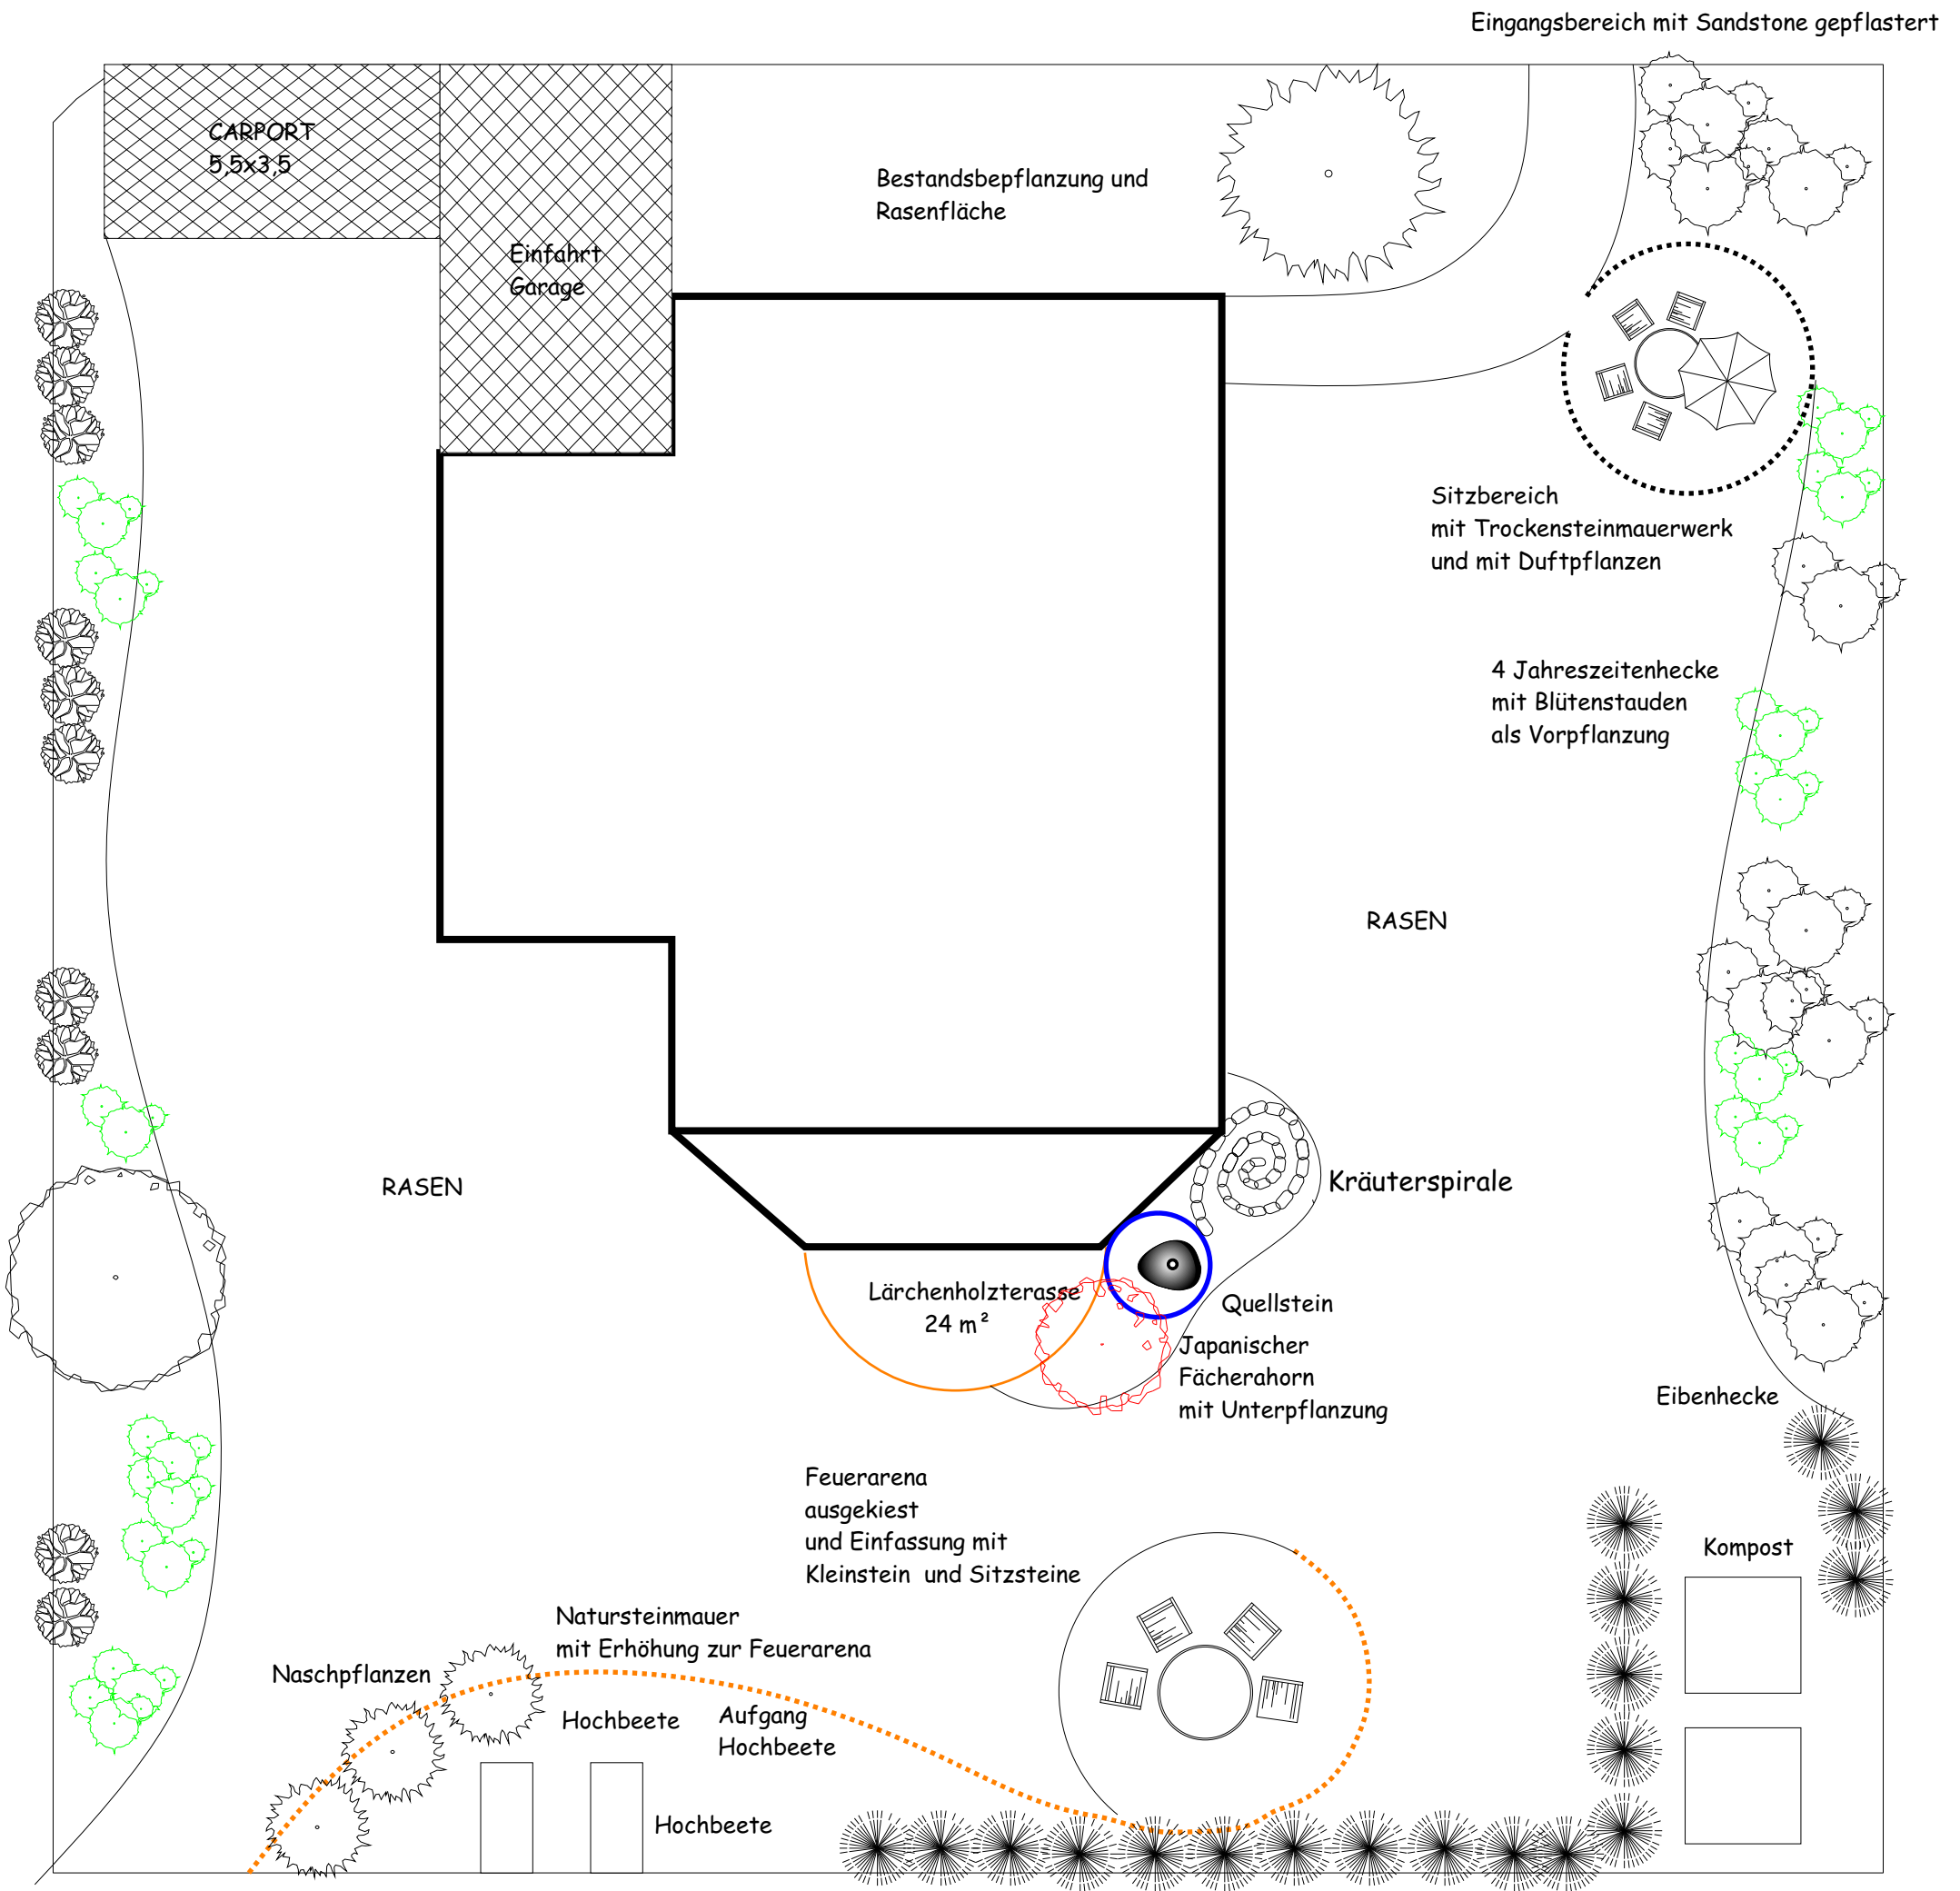 Eingangsbereich mit Sandstone gepflastert
CARPORT
5,5x3,5
Bestandsbepflanzung und
Rasenfläche
Einfahrt
Garage
Sitzbereich
mit Trockensteinmauerwerk
und mit Duftpflanzen
4 Jahreszeitenhecke
mit Blütenstauden
als Vorpflanzung
RASEN
RASEN
Kräuterspirale
Lärchenholzterasse
24 m²
Quellstein
Japanischer
Fächerahorn
mit Unterpflanzung
Eibenhecke
Feuerarena
ausgekiest
und Einfassung mit
Kleinstein und Sitzsteine
Kompost
Natursteinmauer
mit Erhöhung zur Feuerarena
Naschpflanzen
Hochbeete
Aufgang
Hochbeete
Hochbeete